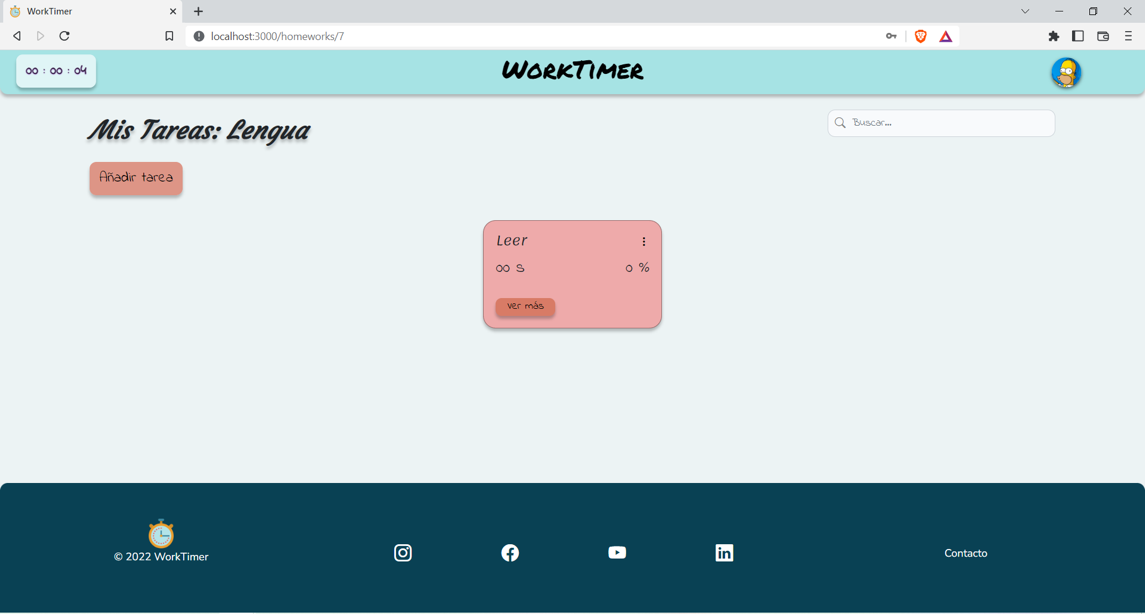 WorkTimer
localhost:3000/homeworks/7
00 : 00 : 04
WorkTimer
Mis Tareas: Lengua
Buscar...
Añadir tarea
Leer
00 S
0 %
Ver más
© 2022 WorkTimer
Contacto